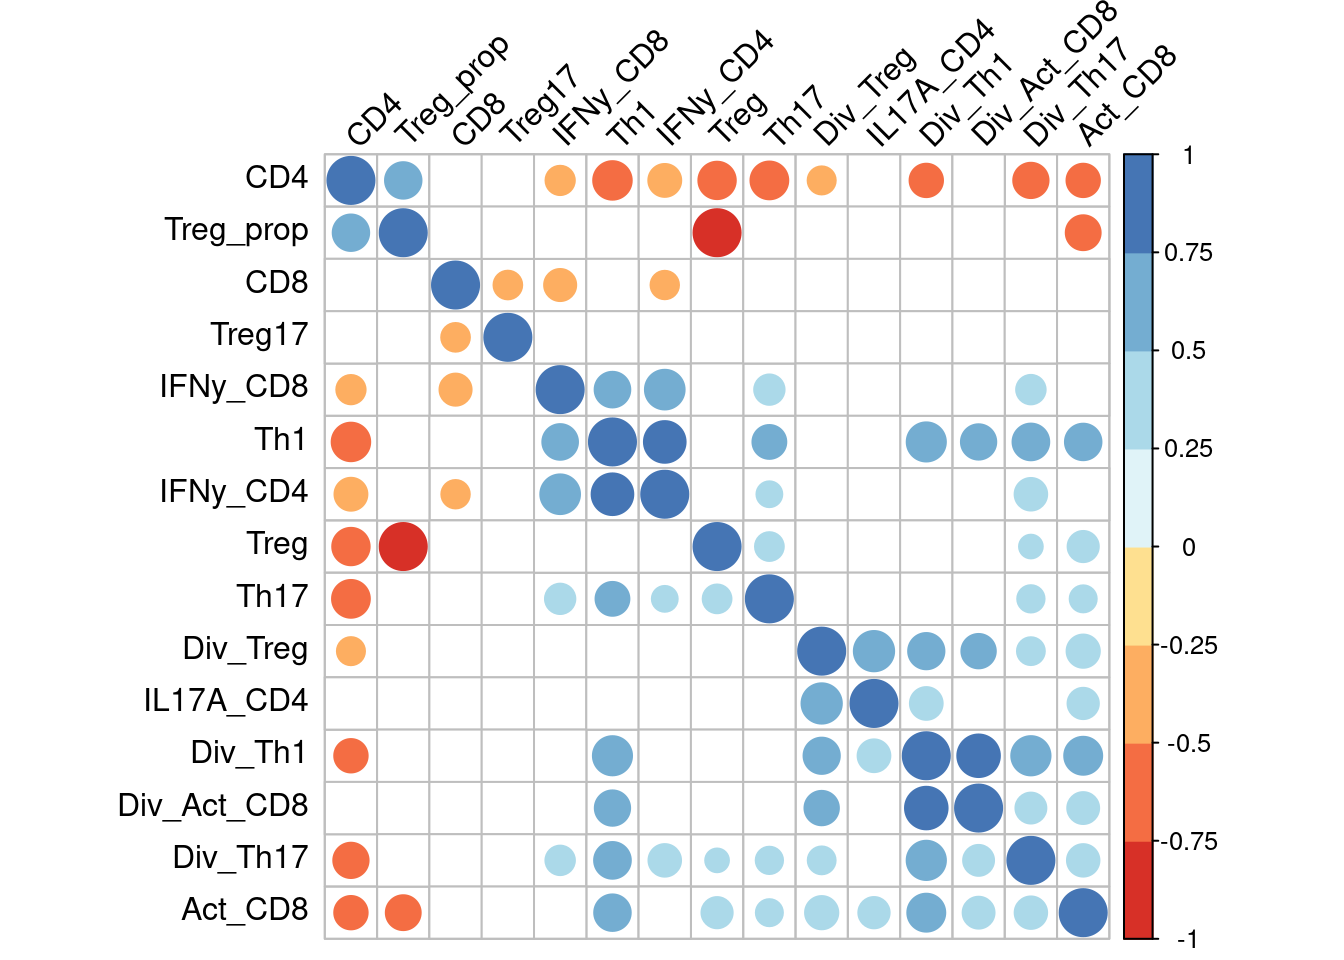 CD4
Treg_prop
CD8
Treg17
IFNy_CD8
Th1
IFNy_CD4
Treg
Th17
Div_Treg
IL17A_CD4
Div_Th1
Div_Act_CD8
Div_Th17
Act_CD8
CD4
Treg_prop
CD8
Treg17
IFNy_CD8
Th1
IFNy_CD4
Treg
Th17
Div_Treg
IL17A_CD4
Div_Th1
Div_Act_CD8
Div_Th17
Act_CD8
1
0.75
0.5
0.25
0
-0.25
-0.5
-0.75
-1